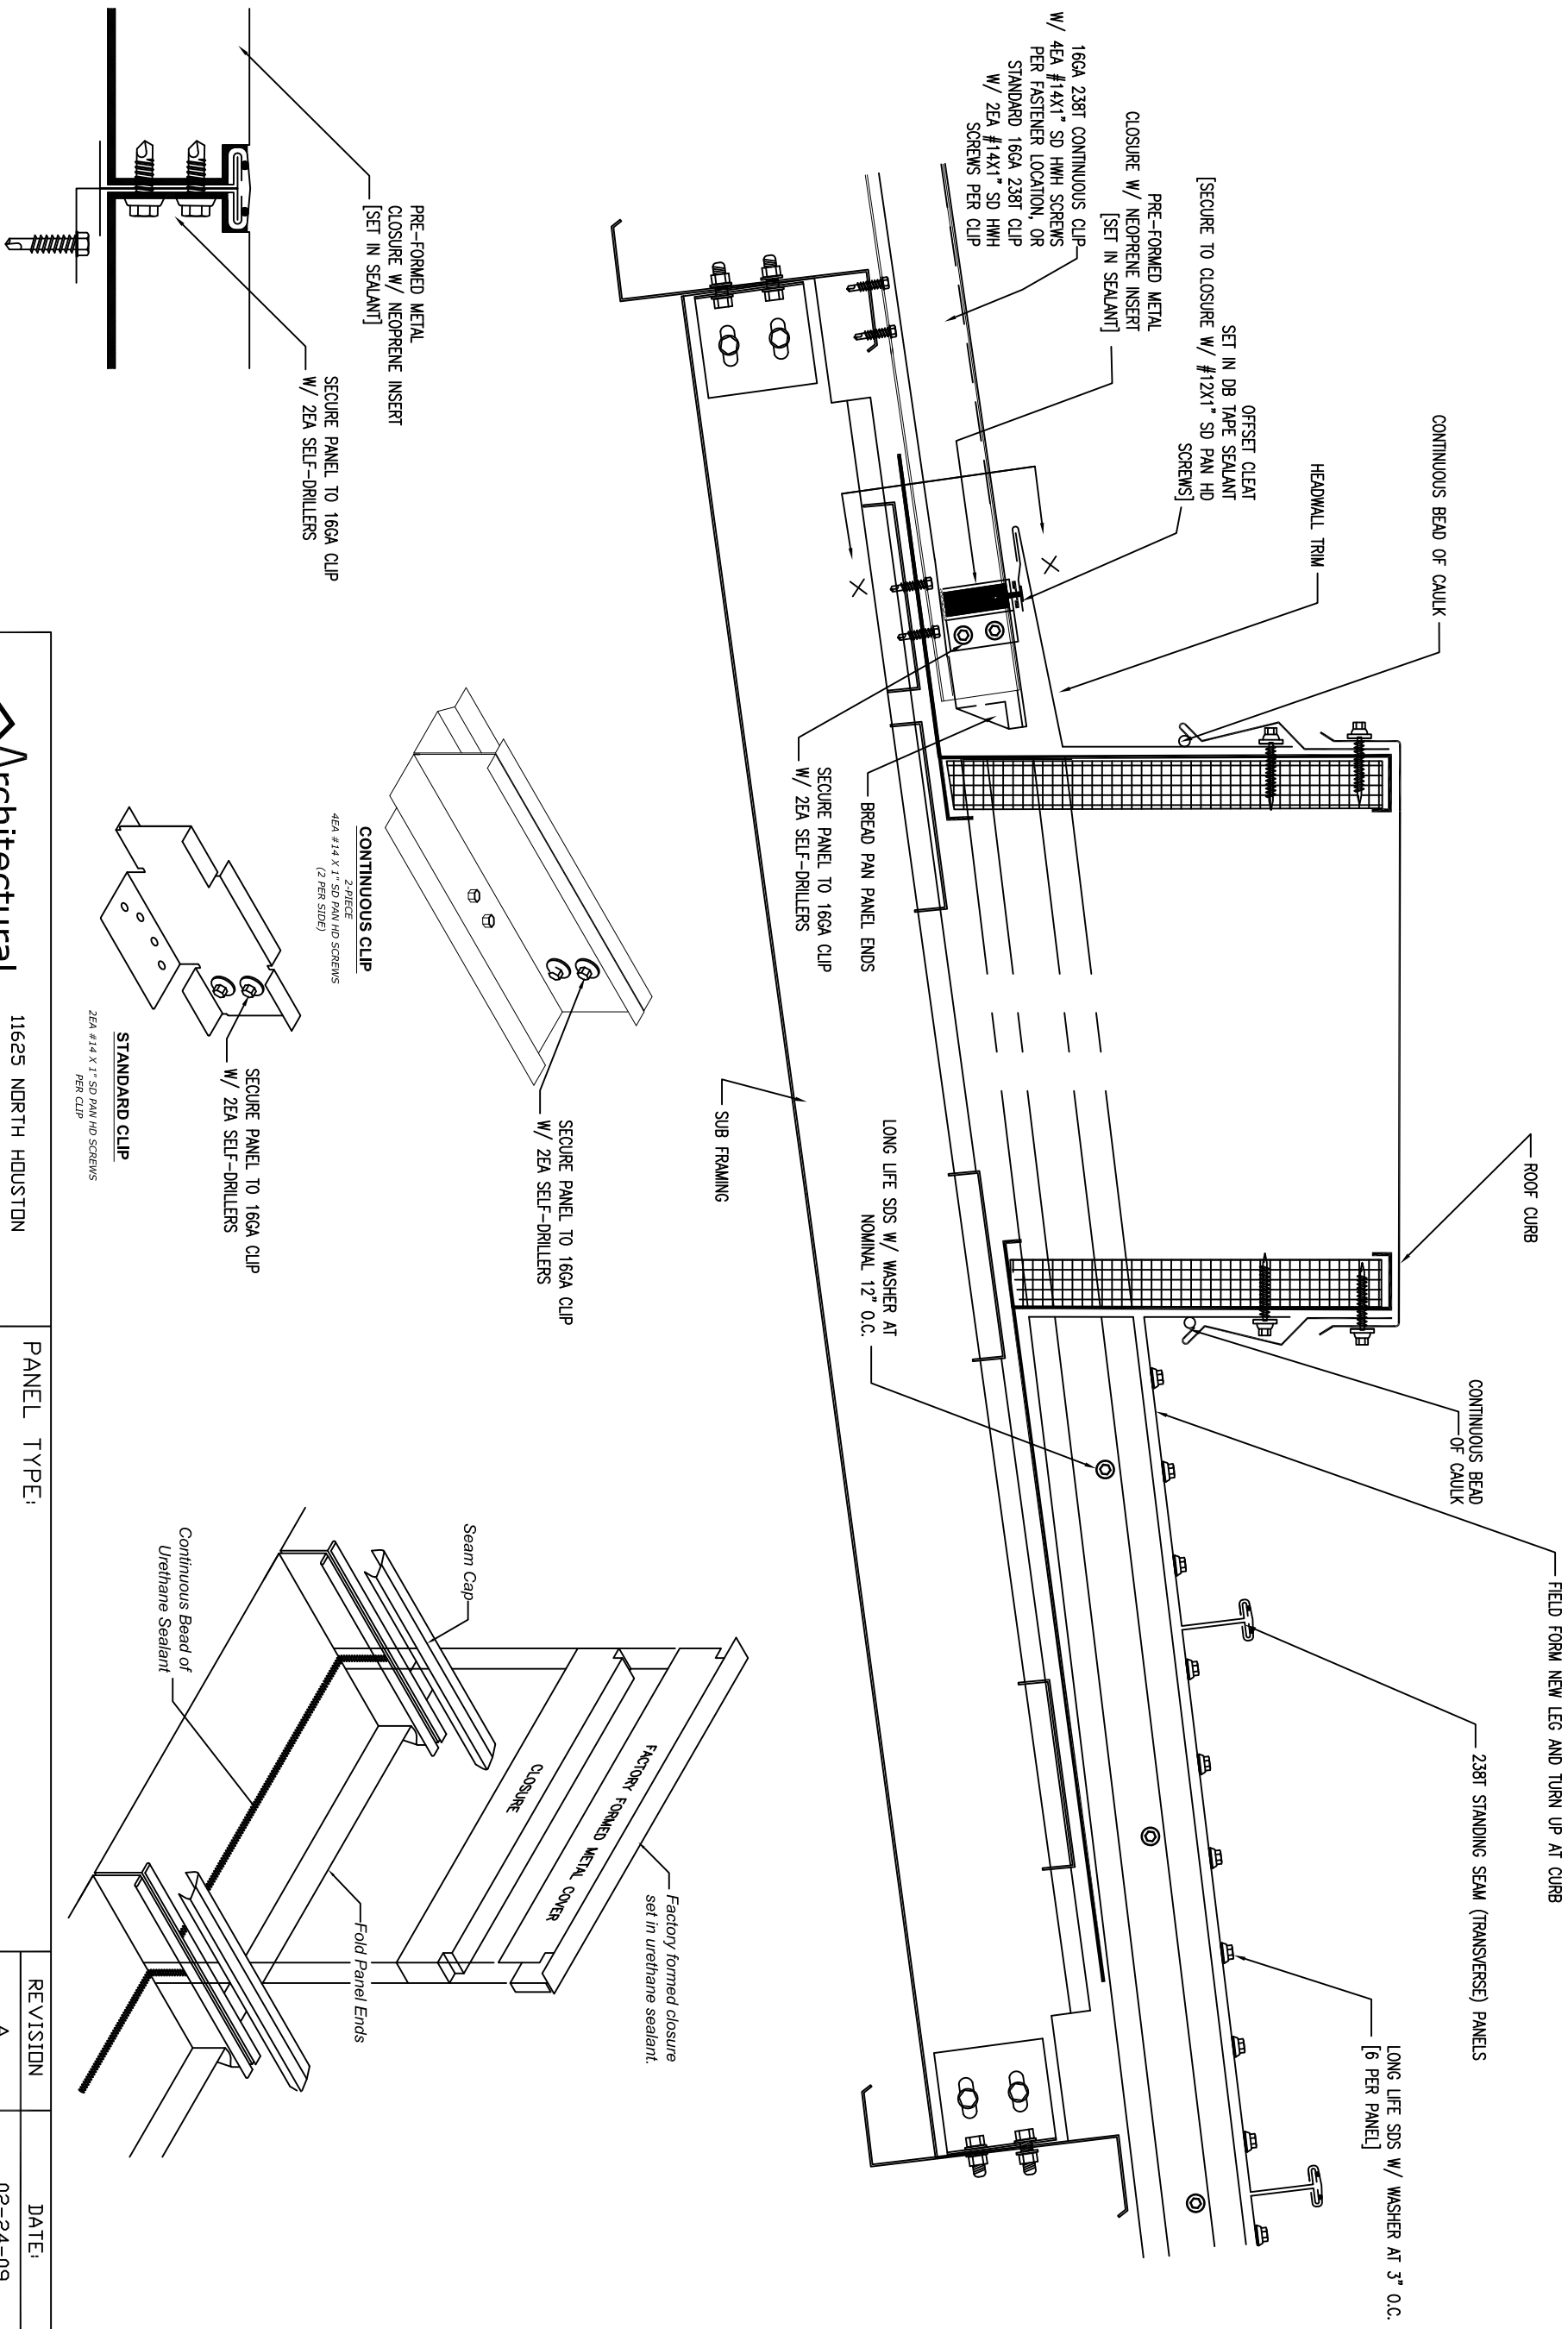 ROOF CURB
FIELD FORM NEW LEG AND TURN UP AT CURB
CONTINUOUS BEAD OF CAULK
CONTINUOUS BEAD
OF CAULK
238T STANDING SEAM (TRANSVERSE) PANELS
HEADWALL TRIM
LONG LIFE SDS W/ WASHER AT 3" O.C.
[6 PER PANEL]
OFFSET CLEAT
SET IN DB TAPE SEALANT
[SECURE TO CLOSURE W/ #12X1" SD PAN HD
SCREWS]
PRE-FORMED METAL
CLOSURE W/ NEOPRENE INSERT
[SET IN SEALANT]
16GA 238T CONTINUOUS CLIP
W/ 4EA #14X1" SD HWH SCREWS
PER FASTENER LOCATION, OR
STANDARD 16GA 238T CLIP
W/ 2EA #14X1" SD HWH
SCREWS PER CLIP
X
X
BREAD PAN PANEL ENDS
SECURE PANEL TO 16GA CLIP
W/ 2EA SELF-DRILLERS
LONG LIFE SDS W/ WASHER AT
NOMINAL 12" O.C.
SUB FRAMING
PRE-FORMED METAL
CLOSURE W/ NEOPRENE INSERT
[SET IN SEALANT]
SECURE PANEL TO 16GA CLIP
W/ 2EA SELF-DRILLERS
SECURE PANEL TO 16GA CLIP
W/ 2EA SELF-DRILLERS
CONTINUOUS CLIP
2-PIECE
4EA #14 X 1" SD PAN HD SCREWS
(2 PER SIDE)
SECURE PANEL TO 16GA CLIP
W/ 2EA SELF-DRILLERS
STANDARD CLIP
2EA #14 X 1" SD PAN HD SCREWS
PER CLIP
Factory formed closure
set in urethane sealant.
FACTORY FORMED METAL COVER
CLOSURE
Seam Cap
Fold Panel Ends
Continuous Bead of
Urethane Sealant
Architectural
11625 NORTH HOUSTON
PANEL TYPE:
REVISION
DATE:
A
02-24-09